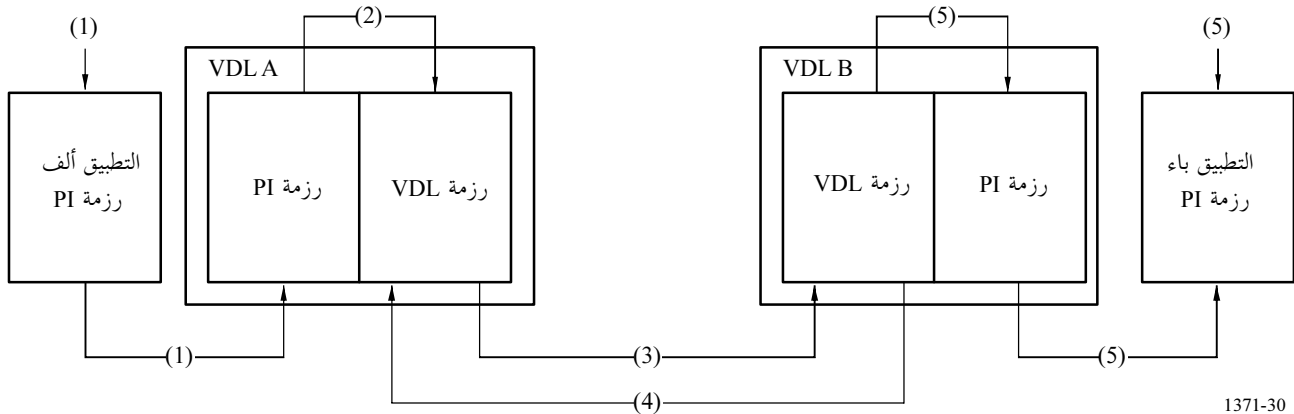 (1)
(2)
(5)
(5)
VDL A
VDL B
التطبيق ألف
رزمة PI
رزمة PI
رزمة VDL
رزمة VDL
رزمة PI
التطبيق باء
رزمة PI
(1)
(3)
(5)
(4)
1371-30